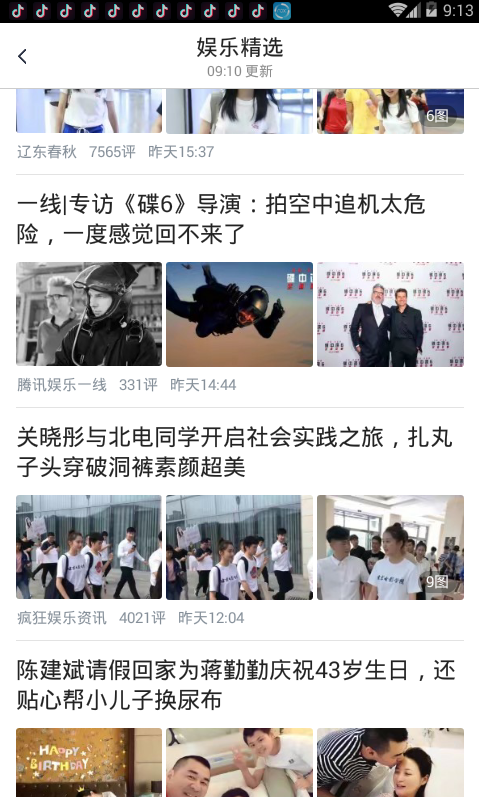 9:13
娱乐精选
09:10 更新
6图
辽东春秋 7565评 昨天15:37
一线|专访《碟6》导演：拍空中追机太危
险，一度感觉回不来了
腾讯娱乐一线 331评 昨天14:44
关晓彤与北电同学开启社会实践之旅，扎丸
子头穿破洞裤素颜超美
9图
疯狂娱乐资讯 4021评 昨天12:04
陈建斌请假回家为蒋勤勤庆祝43岁生日，还
贴心帮小儿子换尿布
HAPPY
BIRTHDAY